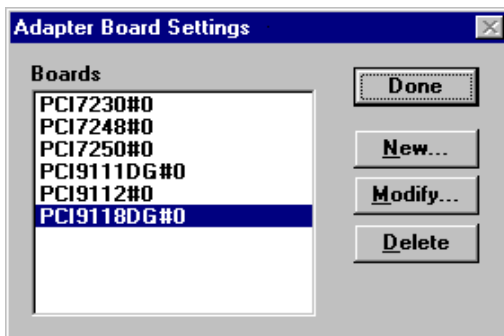 Adapter Board Settings
Boards
PCI7230#0
PCI7248#0
PCI7250#0
PCI9111DG#0
PCI9112#0
PCI9118DG#0
Done
New...
Modify...
Delete